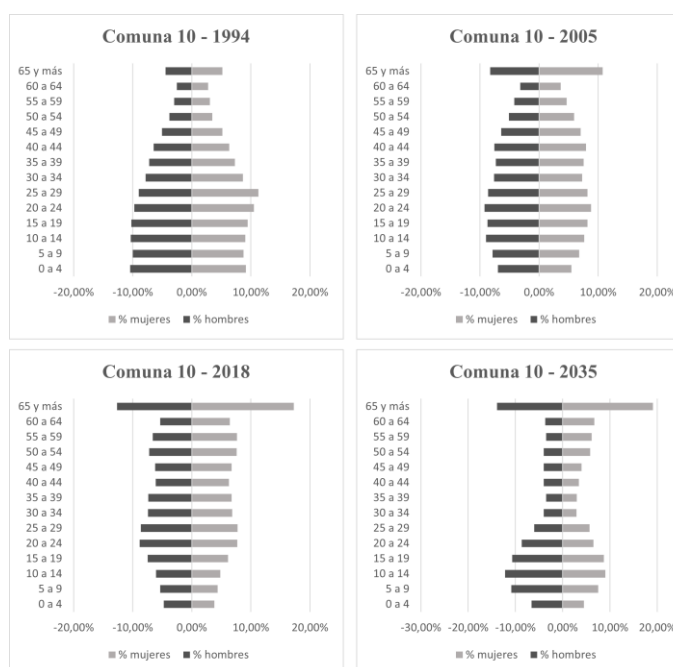 Comuna 10 - 1994
65 y más
60 a 64
55 a 59
50 a 54
45 a 49
40 a 44
35 a 39
30 a 34
25 a 29
20 a 24
15 a 19
10 a 14
5 a 9
0 a 4
-20,00% -10,00% 0,00% 10,00% 20,00%
% mujeres % hombres
Comuna 10 - 2005
65 y más
60 a 64
55 a 59
50 a 54
45 a 49
40 a 44
35 a 39
30 a 34
25 a 29
20 a 24
15 a 19
10 a 14
5 a 9
0 a 4
-20,00% -10,00% 0,00% 10,00% 20,00%
% mujeres % hombres
Comuna 10 - 2018
65 y más
60 a 64
55 a 59
50 a 54
45 a 49
40 a 44
35 a 39
30 a 34
25 a 29
20 a 24
15 a 19
10 a 14
5 a 9
0 a 4
-20,00% -10,00% 0,00% 10,00% 20,00%
% mujeres % hombres
Comuna 10 - 2035
65 y más
60 a 64
55 a 59
50 a 54
45 a 49
40 a 44
35 a 39
30 a 34
25 a 29
20 a 24
15 a 19
10 a 14
5 a 9
0 a 4
-30,00% -20,00% -10,00% 0,00% 10,00% 20,00%
% mujeres % hombres